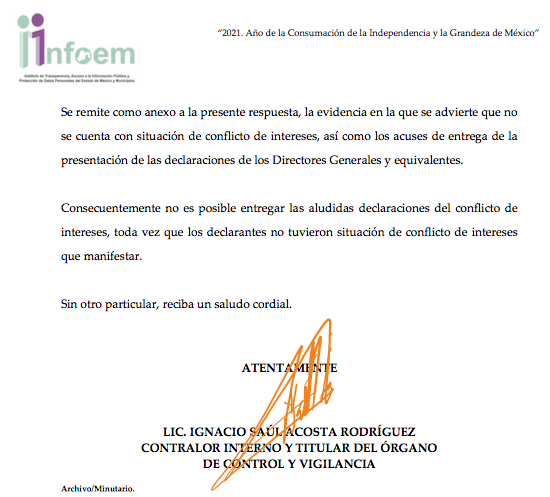 infoem
Instituto de Transparencia, Acceso a la Información Pública y
Protección de Datos Personales del Estado de México y Municipios
“2021. Año de la Consumación de la Independencia y la Grandeza de México”
Se remite como anexo a la presente respuesta, la evidencia en la que se advierte que no
se cuenta con situación de conflicto de intereses, así como los acuses de entrega de la
presentación de las declaraciones de los Directores Generales y equivalentes.
Consecuentemente no es posible entregar las aludidas declaraciones del conflicto de
intereses, toda vez que los declarantes no tuvieron situación de conflicto de intereses
que manifestar.
Sin otro particular, reciba un saludo cordial.
ATENTAMENTE
LIC. IGNACIO SAÚL ACOSTA RODRÍGUEZ
CONTRALOR INTERNO Y TITULAR DEL ÓRGANO
DE CONTROL Y VIGILANCIA
Archivo/Minutario.